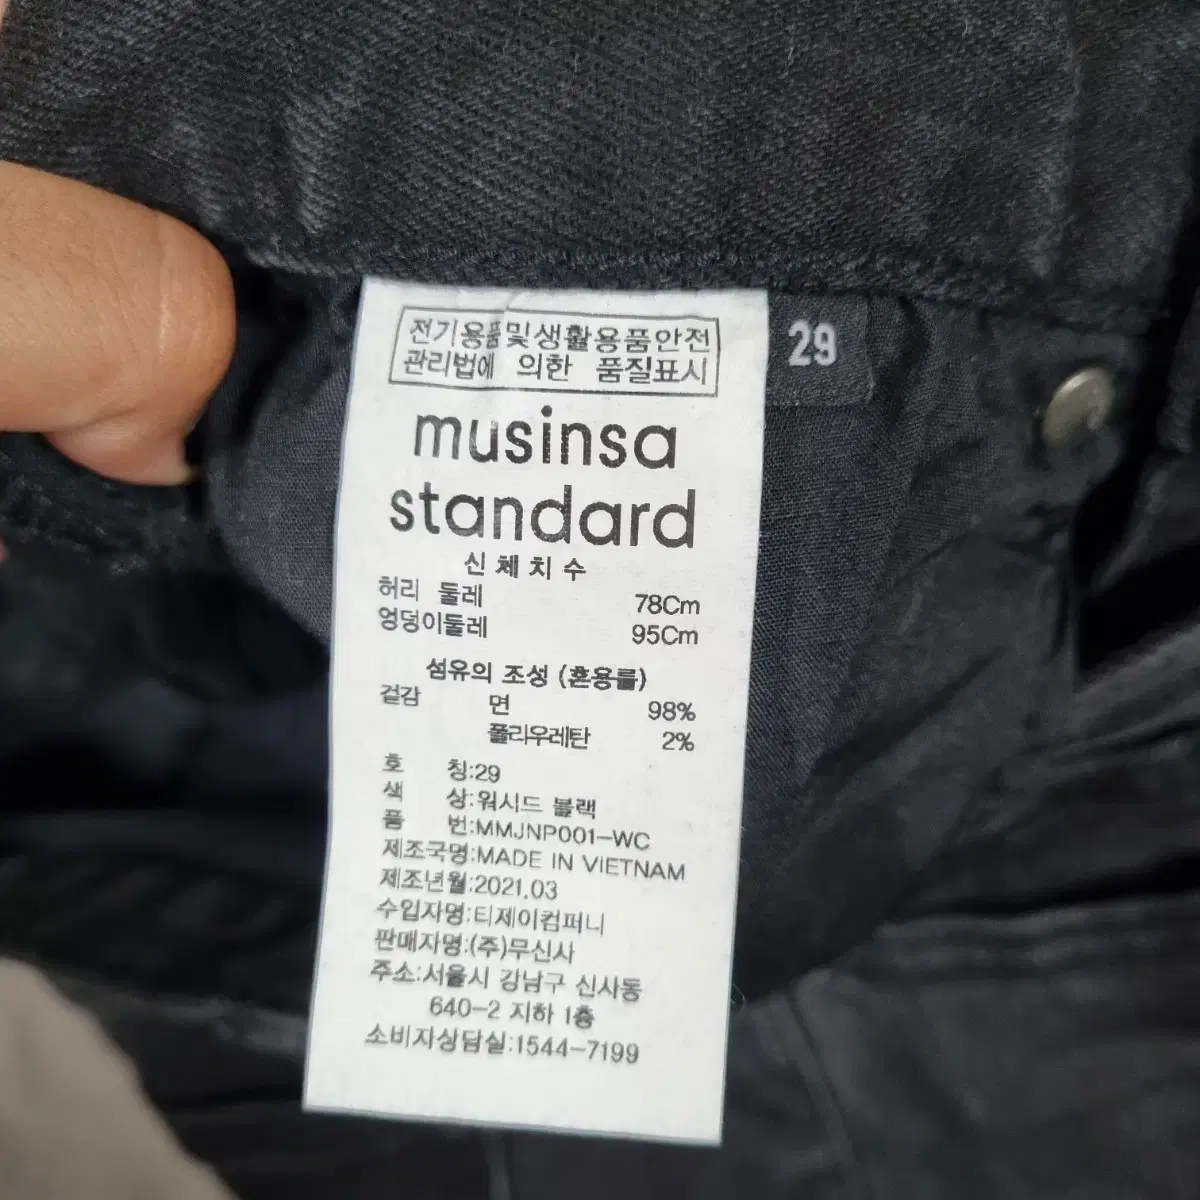 전기용품및생활용품안전
관리법에 의한 품질표시
29
musinsa
standard
신체치수
허리 둘레 78Cm
엉덩이둘레 95Cm
섬유의 조성 (혼용률)
겉감 면 98%
폴리우레탄 2%
호 칭:29
색 상:워시드 블랙
품 번:MMJNP001-WC
제조국명:MADE IN VIETNAM
제조년월:2021.03
수입자명:티제이컴퍼니
판매자명:(주)무신사
주소:서울시 강남구 신사동
640-2 지하 1층
소비자상담실:1544-7199